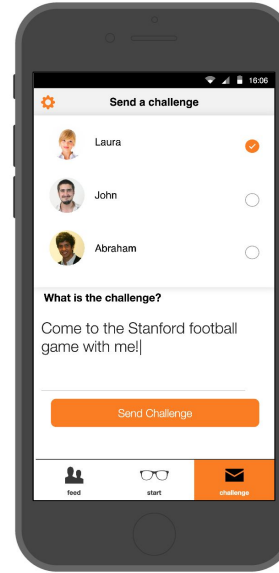 16:06
Send a challenge
Laura
John
Abraham
What is the challenge?
Come to the Stanford football
game with me!
Send Challenge
feed start challenge